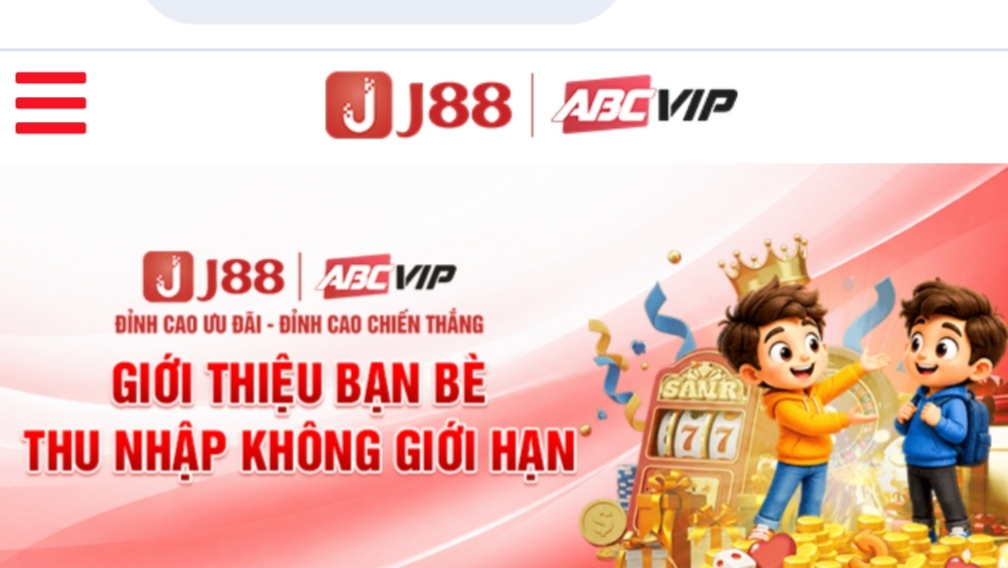 J J88 ABCVIP
J J88 ABCVIP
ĐỈNH CAO ƯU ĐÃI - ĐỈNH CAO CHIẾN THẮNG
GIỚI THIỆU BẠN BÈ
THU NHẬP KHÔNG GIỚI HẠN
77
$